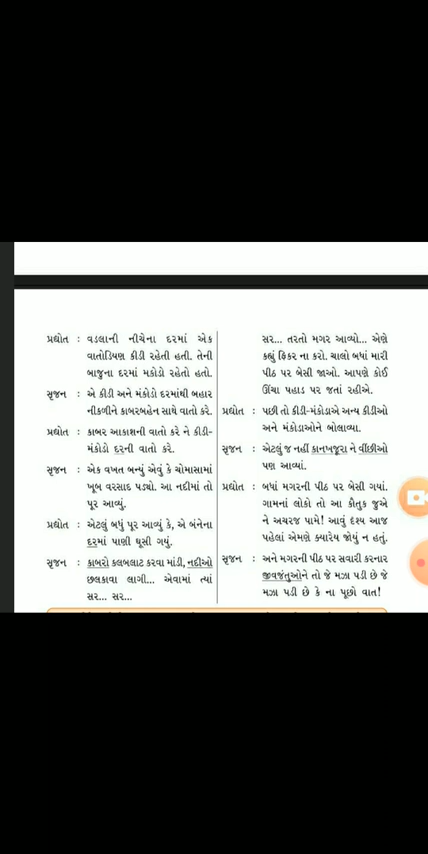 પ્રદ્યોત : વડલાની નીચેના દરમાં એક
વાતોડિયણ કીડી રહેતી હતી. તેની
બાજુના દરમાં મકોડો રહેતો હતો.
સૃજન : એ કીડી અને મંકોડો દરમાંથી બહાર
નીકળીને કાબરબહેન સાથે વાતો કરે.
પ્રદ્યોત : કાબર આકાશની વાતો કરે ને કીડી-
મંકોડો દરની વાતો કરે.
સૃજન : એક વખત બન્યું એવું કે ચોમાસામાં
ખૂબ વરસાદ પડ્યો. આ નદીમાં તો
પૂર આવ્યું.
પ્રદ્યોત : એટલું બધું પૂર આવ્યું કે, એ બંનેના
દરમાં પાણી ઘૂસી ગયું.
સૃજન : કાબરો કલબલાટ કરવા માંડી, નદીઓ
છલકાવા લાગી... એવામાં ત્યાં
સર... સર...
સર... તરતો મગર આવ્યો... એણે
કહ્યું ફિકર ના કરો. ચાલો બધાં મારી
પીઠ પર બેસી જાઓ. આપણે કોઈ
ઊંચા પહાડ પર જતાં રહીએ.
પ્રદ્યોત : પછી તો કીડી-મંકોડાએ અન્ય કીડીઓ
અને મંકોડાઓને બોલાવ્યા.
સૃજન : એટલું જ નહીં કાનખજૂરા ને વીંછીઓ
પણ આવ્યાં.
પ્રદ્યોત : બધાં મગરની પીઠ પર બેસી ગયાં.
ગામનાં લોકો તો આ કૌતુક જુએ
ને અચરજ પામે! આવું દૃશ્ય આજ
પહેલાં એમણે ક્યારેય જોયું ન હતું.
સૃજન : અને મગરની પીઠ પર સવારી કરનાર
જીવજંતુઓને તો જે મઝા પડી છે જે
મઝા પડી છે કે ના પૂછો વાત!